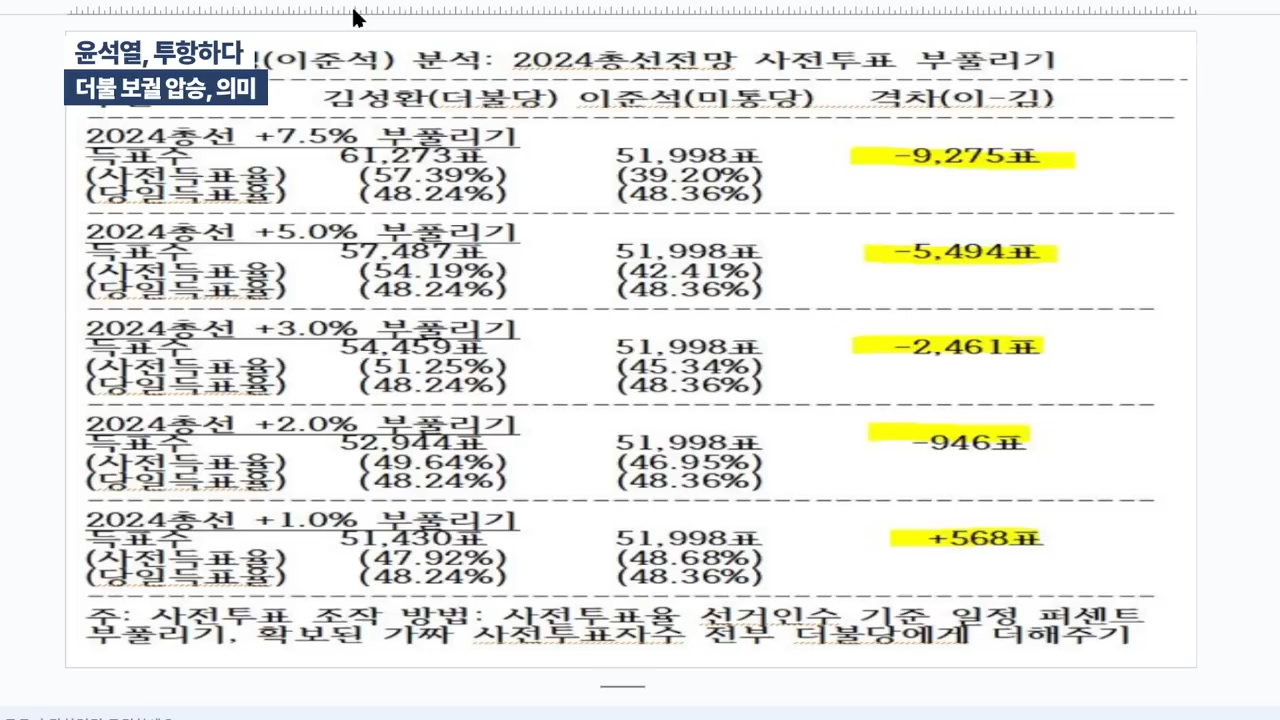 윤석열, 투항하다
더불 보궐 압승, 의미
(이준석) 분석: 2024총선전망 사전투표 부풀리기
김성환(더불당) 이준석(미통당) 격차(이-김)
2024총선 +7.5% 부풀리기
득표수 61,273표 51,998표 -9,275표
(사전득표율) (57.39%) (39.20%)
(당일득표율) (48.24%) (48.36%)
2024총선 +5.0% 부풀리기
득표수 57,487표 51,998표 -5,494표
(사전득표율) (54.19%) (42.41%)
(당일득표율) (48.24%) (48.36%)
2024총선 +3.0% 부풀리기
득표수 54,459표 51,998표 -2,461표
(사전득표율) (51.25%) (45.34%)
(당일득표율) (48.24%) (48.36%)
2024총선 +2.0% 부풀리기
득표수 52,944표 51,998표 -946표
(사전득표율) (49.64%) (46.95%)
(당일득표율) (48.24%) (48.36%)
2024총선 +1.0% 부풀리기
득표수 51,430표 51,998표 +568표
(사전득표율) (47.92%) (48.68%)
(당일득표율) (48.24%) (48.36%)
주: 사전투표 조작 방법: 사전투표율 선거인수 기준 일정 퍼센트
부풀리기, 확보된 가짜 사전투표자수 전부 더불당에게 더해주기